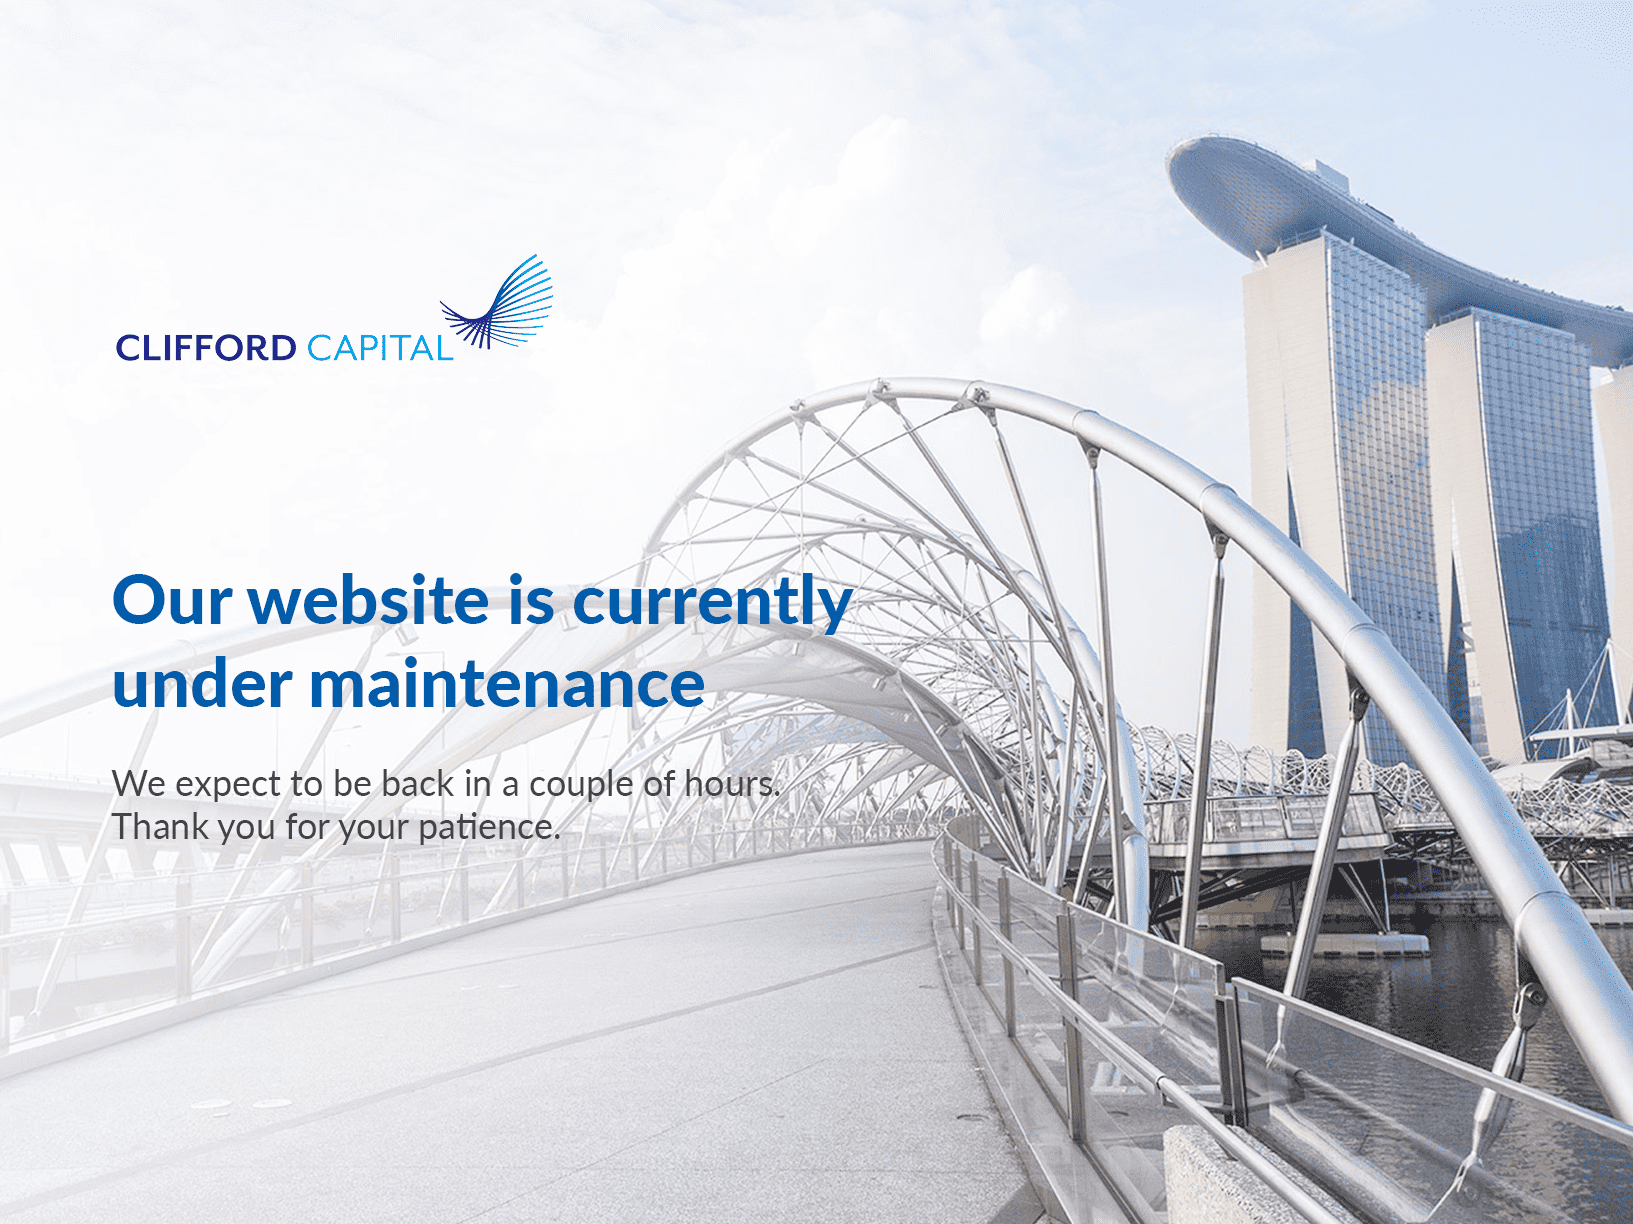 CLIFFORD CAPITAL
Our website is currently
under maintenance
We expect to be back in a couple of hours.
Thank you for your patience.